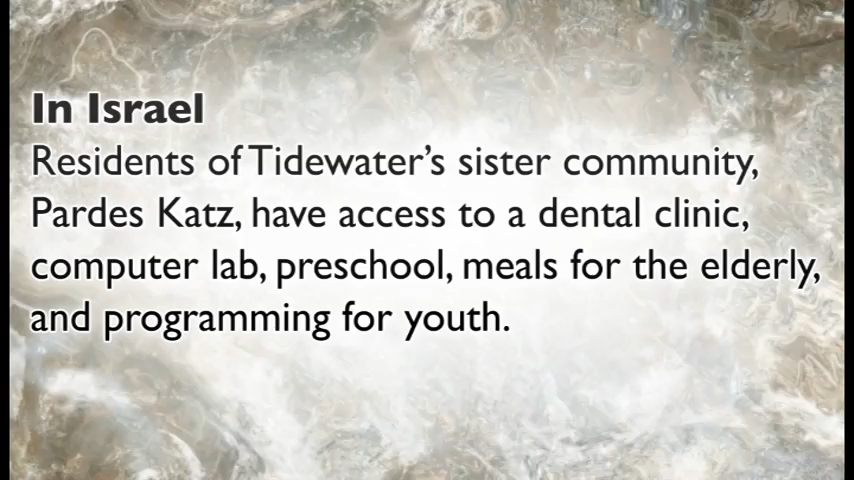 In Israel
Residents of Tidewater’s sister community,
Pardes Katz, have access to a dental clinic,
computer lab, preschool, meals for the elderly,
and programming for youth.